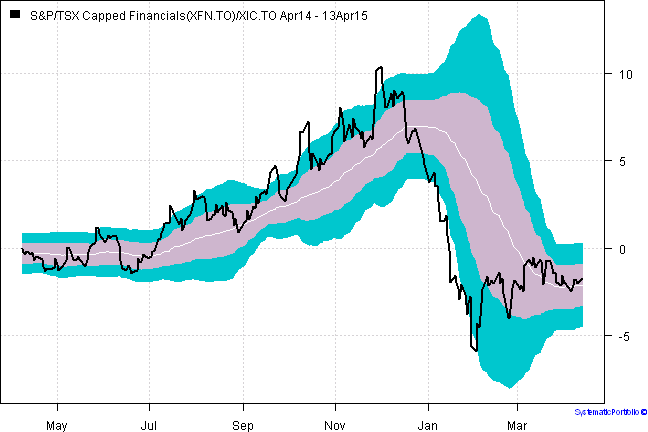 S&P/TSX Capped Financials(XFN.TO)/XIC.TO Apr14 - 13Apr15
10
5
0
-5
May Jul Sep Nov Jan Mar
SystematicPortfolio ©